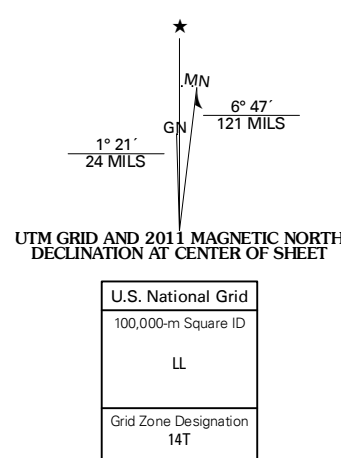 ★
MN
GN
6° 47´
121 MILS
1° 21´
24 MILS
UTM GRID AND 2011 MAGNETIC NORTH
DECLINATION AT CENTER OF SHEET
U.S. National Grid
100,000-m Square ID
LL
Grid Zone Designation
14T